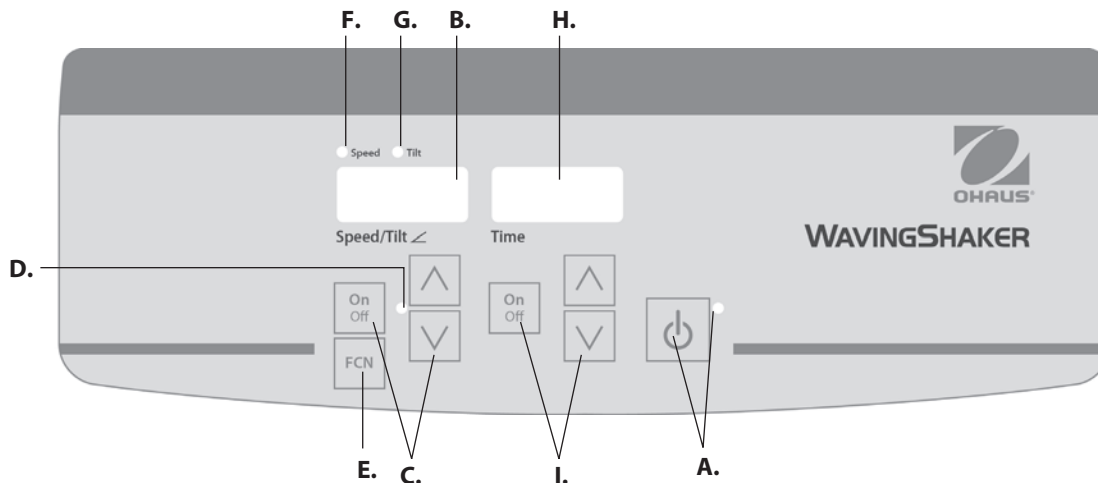 F. G. B. H.
Speed Tilt
OHAUS®
Speed/Tilt Time
WAVINGSHAKER
D.
On
Off
On
Off
FCN
E. C. I. A.